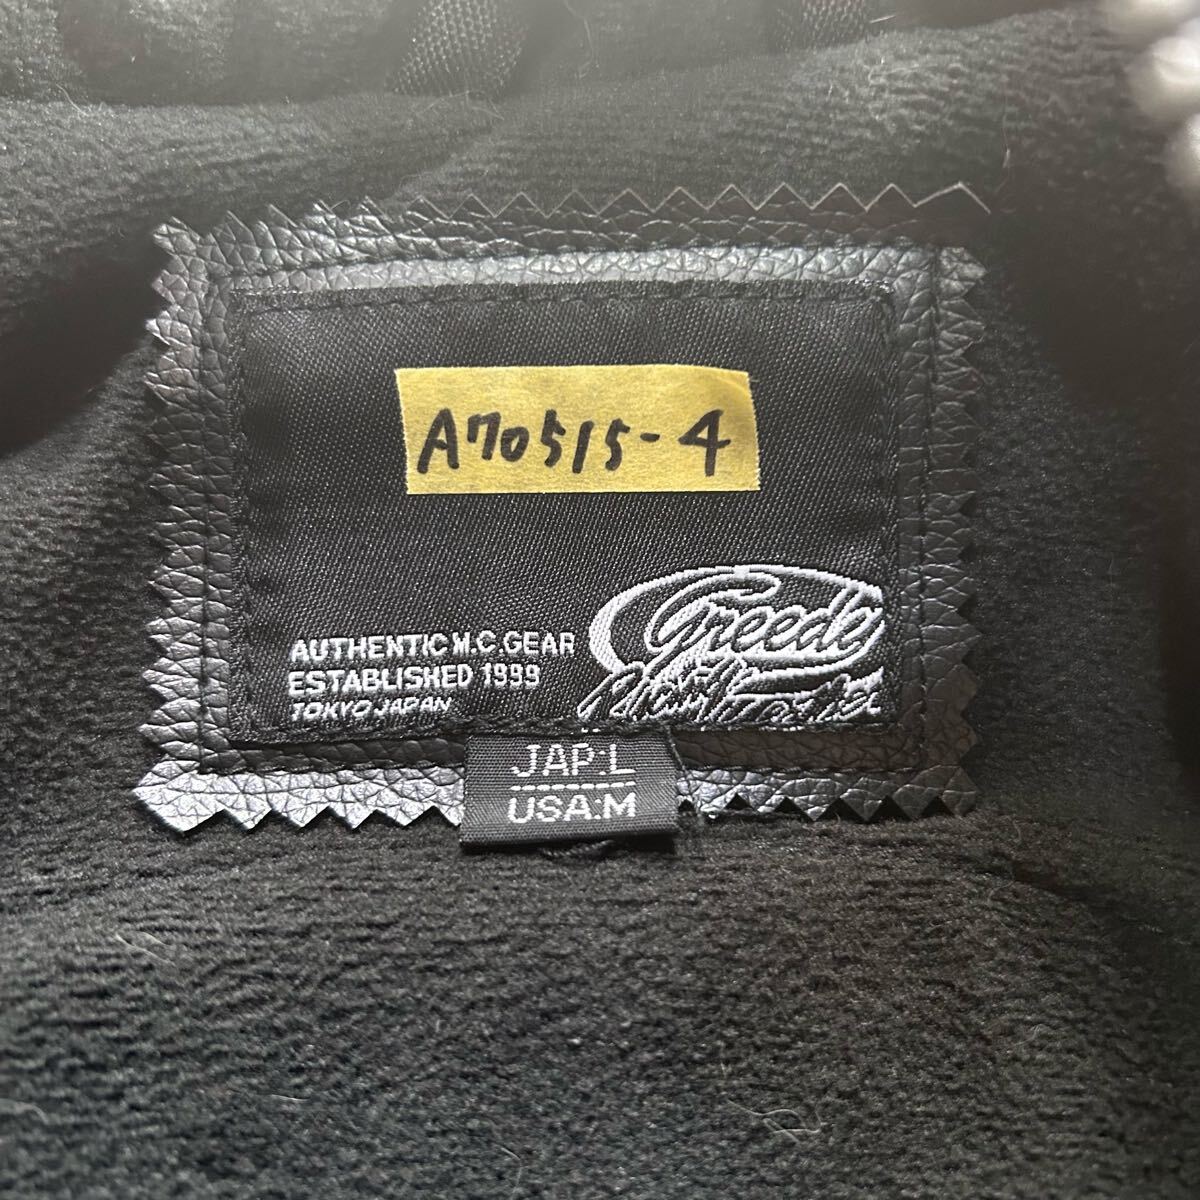 A70515-4
Greedy
AUTHENTIC M.C.GEAR
ESTABLISHED 1999
TOKYO JAPAN
JAP:L
USA:M